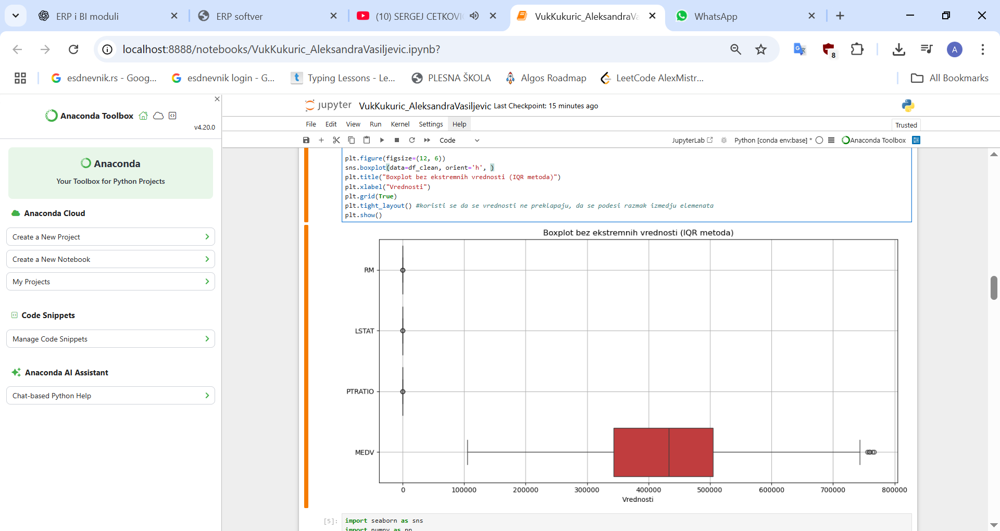 ERP i BI moduli
ERP softver
(10) SERGEJ CETKOVI
VukKukuric_AleksandraVa
WhatsApp
localhost:8888/notebooks/VukKukuric_AleksandraVasiljevic.ipynb?
8
A
esdnevnik.rs - Goog...
esdnevnik login - G...
Typing Lessons - Le...
PLESNA ŠKOLA
Algos Roadmap
LeetCode AlexMistr...
All Bookmarks
Anaconda Toolbox
v4.20.0
Anaconda
Your Toolbox for Python Projects
Anaconda Cloud
Create a New Project
Create a New Notebook
My Projects
Code Snippets
Manage Code Snippets
Anaconda AI Assistant
Chat-based Python Help
jupyter VukKukuric_AleksandraVasiljevic Last Checkpoint: 15 minutes ago
File Edit View Run Kernel Settings Help
Trusted
Code
JupyterLab
Python [conda env:base] *
Anaconda Toolbox
plt.figure(figsize=(12, 6))
sns.boxplot(data=df_clean, orient='h', )
plt.title("Boxplot bez ekstremnih vrednosti (IQR metoda)")
plt.xlabel("Vrednosti")
plt.grid(True)
plt.tight_layout() #koristi se da se vrednosti ne preklapaju, da se podesi razmak izmedju elemenata
plt.show()
Boxplot bez ekstremnih vrednosti (IQR metoda)
RM
LSTAT
PTRATIO
MEDV
0 100000 200000 300000 400000 500000 600000 700000 800000
Vrednosti
[5]:
import seaborn as sns
import numpy as np